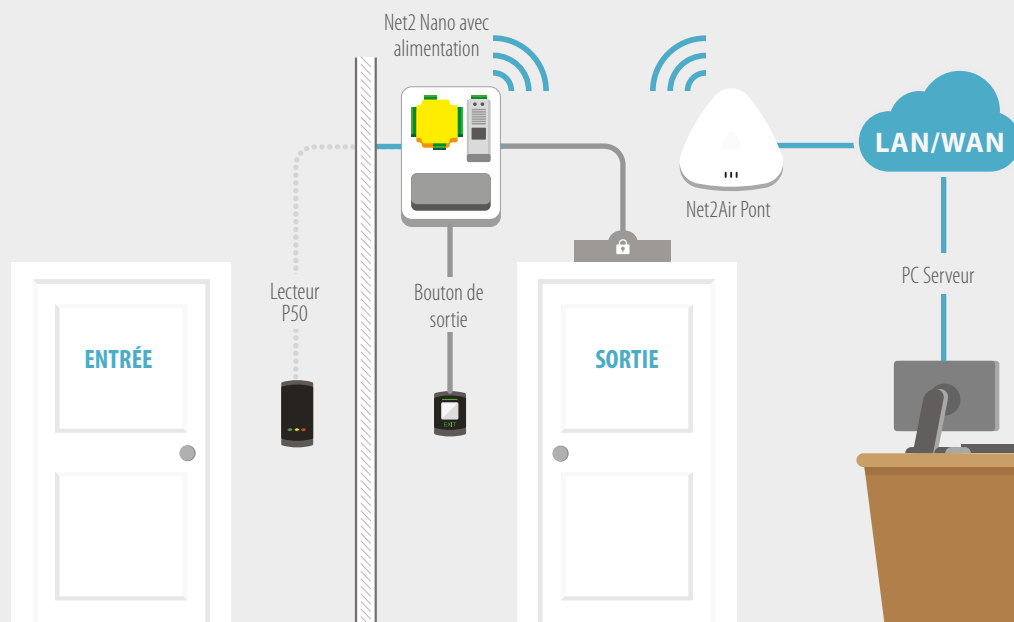 Net2 Nano avec
alimentation
LAN/WAN
Net2Air Pont
PC Serveur
Lecteur
P50
Bouton de
sortie
ENTRÉE
SORTIE
EXIT